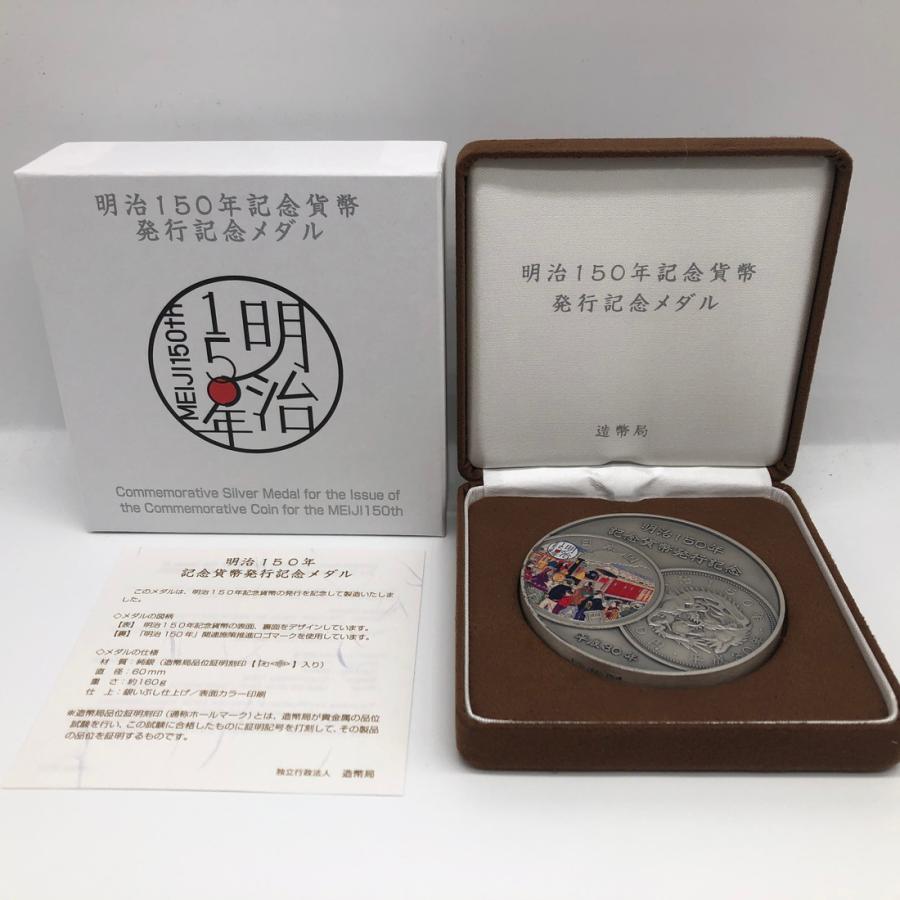 明治150年記念貨幣
発行記念メダル
明治
150年
MEIJI150th
Commemorative Silver Medal for the Issue of
the Commemorative Coin for the MEIJI150th
明治150年記念貨幣
発行記念メダル
造幣局
明治150年
記念貨幣発行記念
日本国
平成30年
明治150年
記念貨幣発行記念メダル
このメダルは、明治150年記念貨幣の発行を記念して製造いたしま
した。
◇メダルの図柄
【表】 明治150年記念貨幣の表面、裏面をデザインしています。
【裏】 「明治150年」関連施策推進ロゴマークを使用しています。
◇メダルの仕様
材 質：純銀（造幣局品位証明刻印【】入り）
直 径：60mm
重 さ：約160g
仕 上：銀いぶし仕上げ／表面カラー印刷
※造幣局品位証明刻印（通称ホールマーク）とは、造幣局が貴金属の品位
試験を行い、この試験に合格したものに証明記号を打刻して、その製品
の品位を証明するものです。
独立行政法人 造幣局